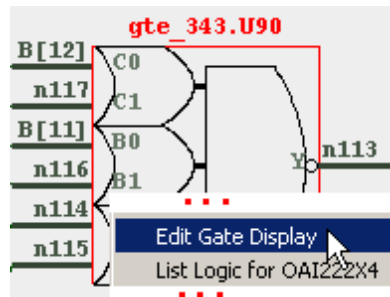 gte_343.U90
B[12]
C0
n117
C1
B[11]
B0
n116
B1
Y
n113
n114
n115
Edit Gate Display
List Logic for OAI222X4